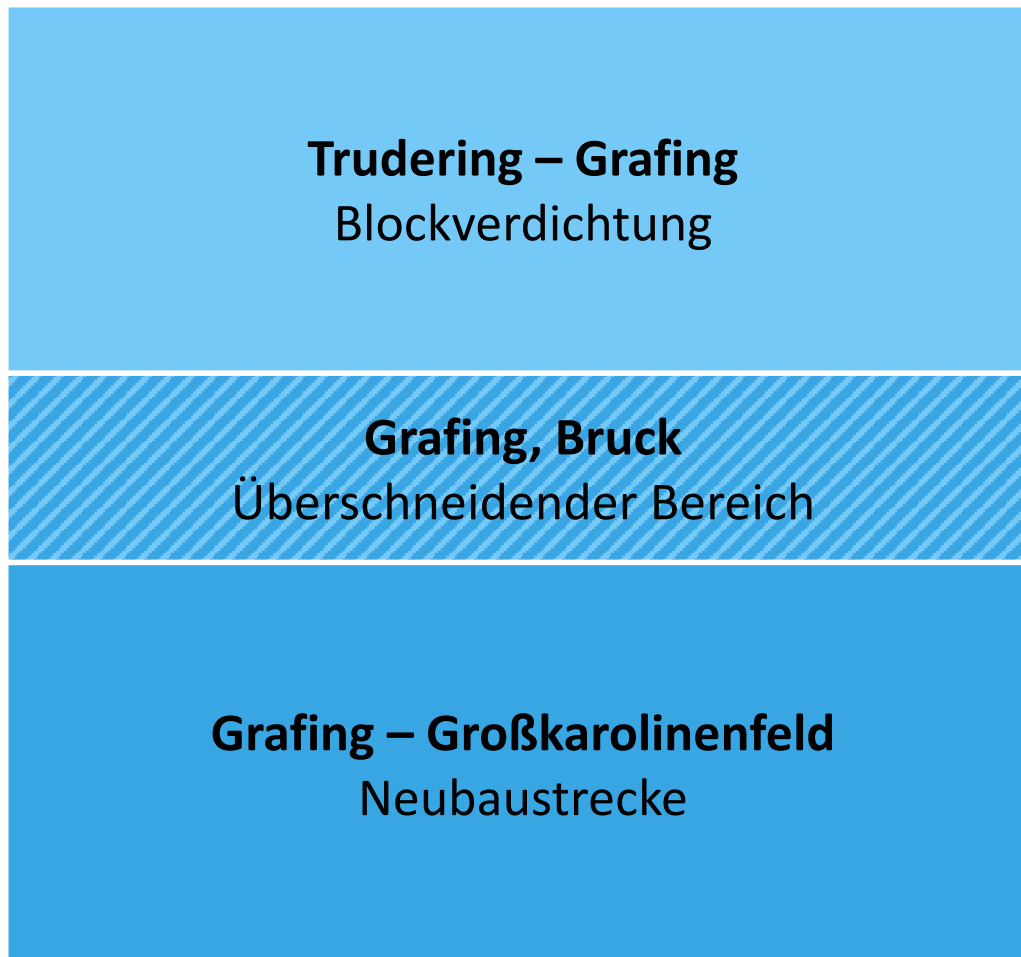 Trudering – Grafing
Blockverdichtung
Grafing, Bruck
Überschneidender Bereich
Grafing – Großkarolinenfeld
Neubaustrecke